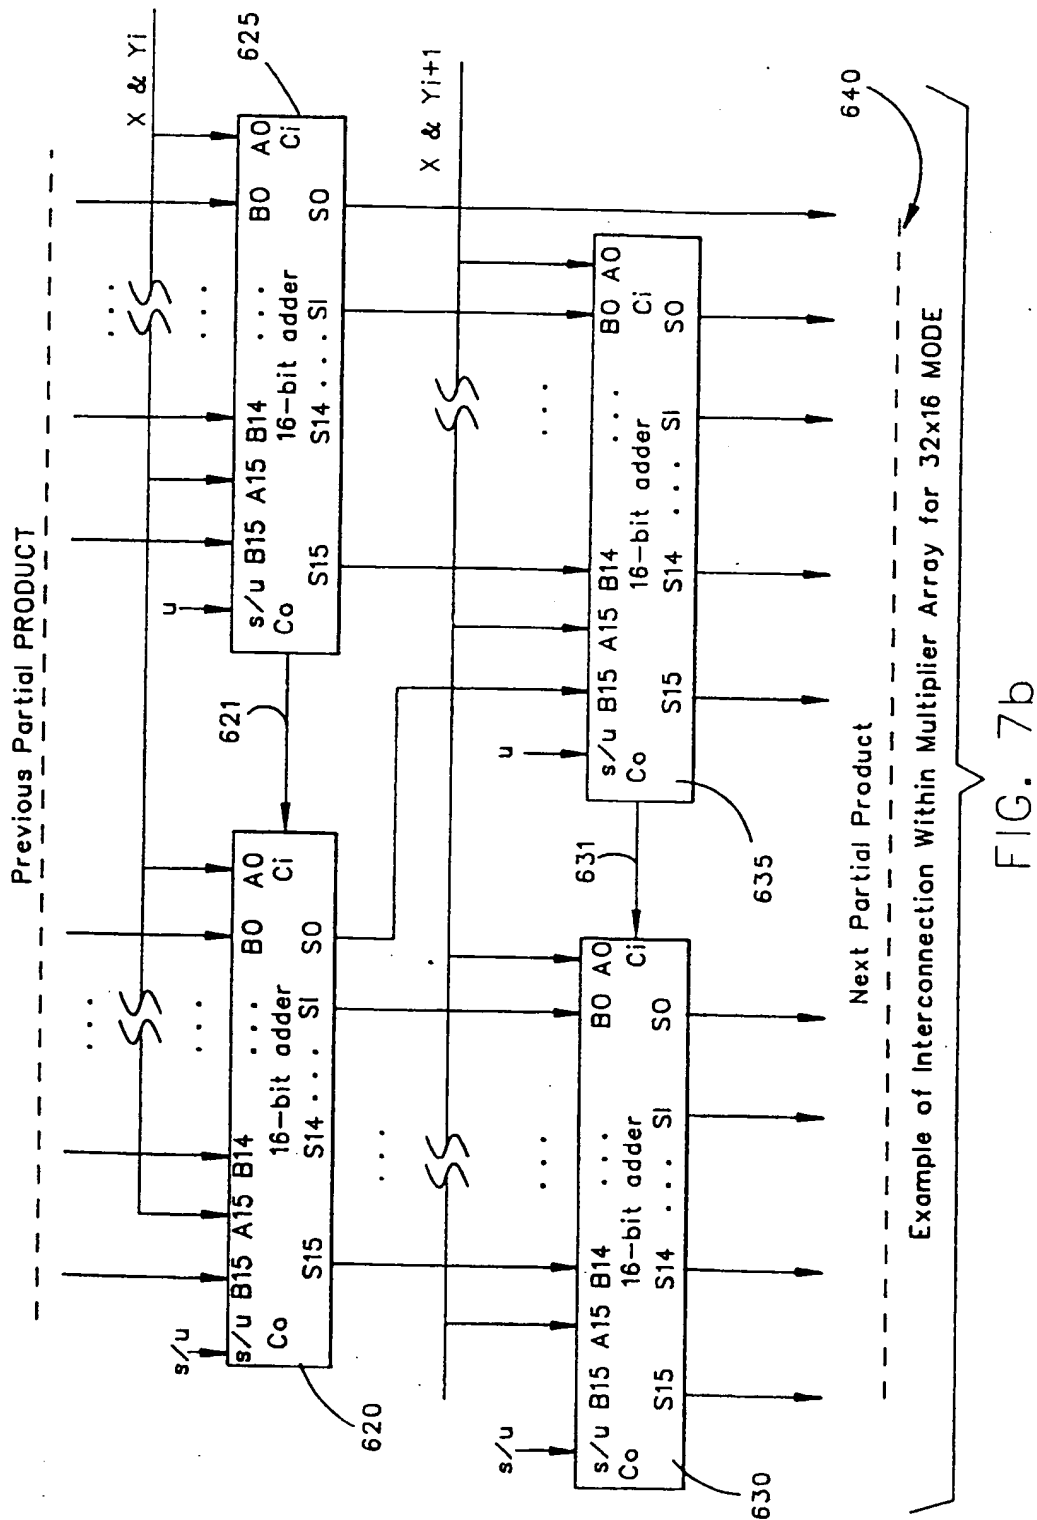 Previous Partial PRODUCT
X & Yi
... ...
... ...
s/u u
s/u B15 A15 B14 ... B0 A0
Co 16-bit adder Ci
S15 S14 .... S1 S0
620
621
s/u B15 A15 B14 ... B0 A0
Co 16-bit adder Ci
S15 S14 .... S1 S0
625
X & Yi+1
...
... ...
s/u u
s/u B15 A15 B14 ... B0 A0
Co 16-bit adder Ci
S15 S14 .... S1 S0
630
631
s/u B15 A15 B14 ... B0 A0
Co 16-bit adder Ci
S15 S14 .... S1 S0
635
640
Next Partial Product
Example of Interconnection Within Multiplier Array for 32x16 MODE
FIG. 7b